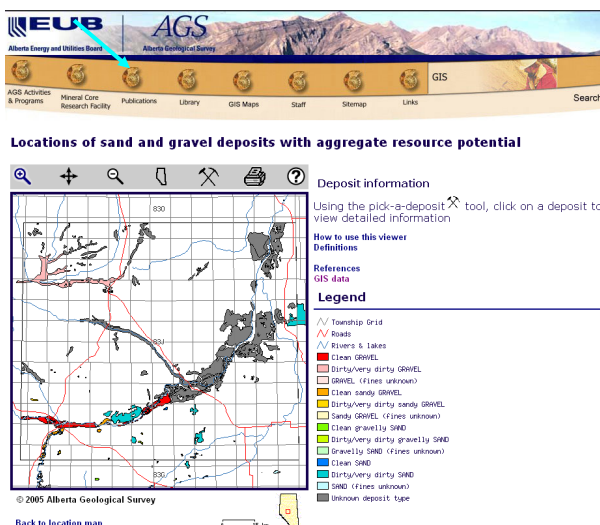 EUB
AGS
Alberta Energy and Utilities Board
Alberta Geological Survey
GIS
AGS Activities
& Programs
Mineral Core
Research Facility
Publications
Library
GIS Maps
Staff
Sitemap
Links
Search
Locations of sand and gravel deposits with aggregate resource potential
Deposit information
Using the pick-a-deposit tool, click on a deposit to
view detailed information
How to use this viewer
Definitions
References
GIS data
Legend
Township Grid
Roads
Rivers & lakes
Clean GRAVEL
Dirty/very dirty GRAVEL
GRAVEL (fines unknown)
Clean sandy GRAVEL
Dirty/very dirty sandy GRAVEL
Sandy GRAVEL (fines unknown)
Clean gravelly SAND
Dirty/very dirty gravelly SAND
Gravelly SAND (fines unknown)
Clean SAND
Dirty/very dirty SAND
SAND (fines unknown)
Unknown deposit type
830
83J
83G
© 2005 Alberta Geological Survey
Back to location map